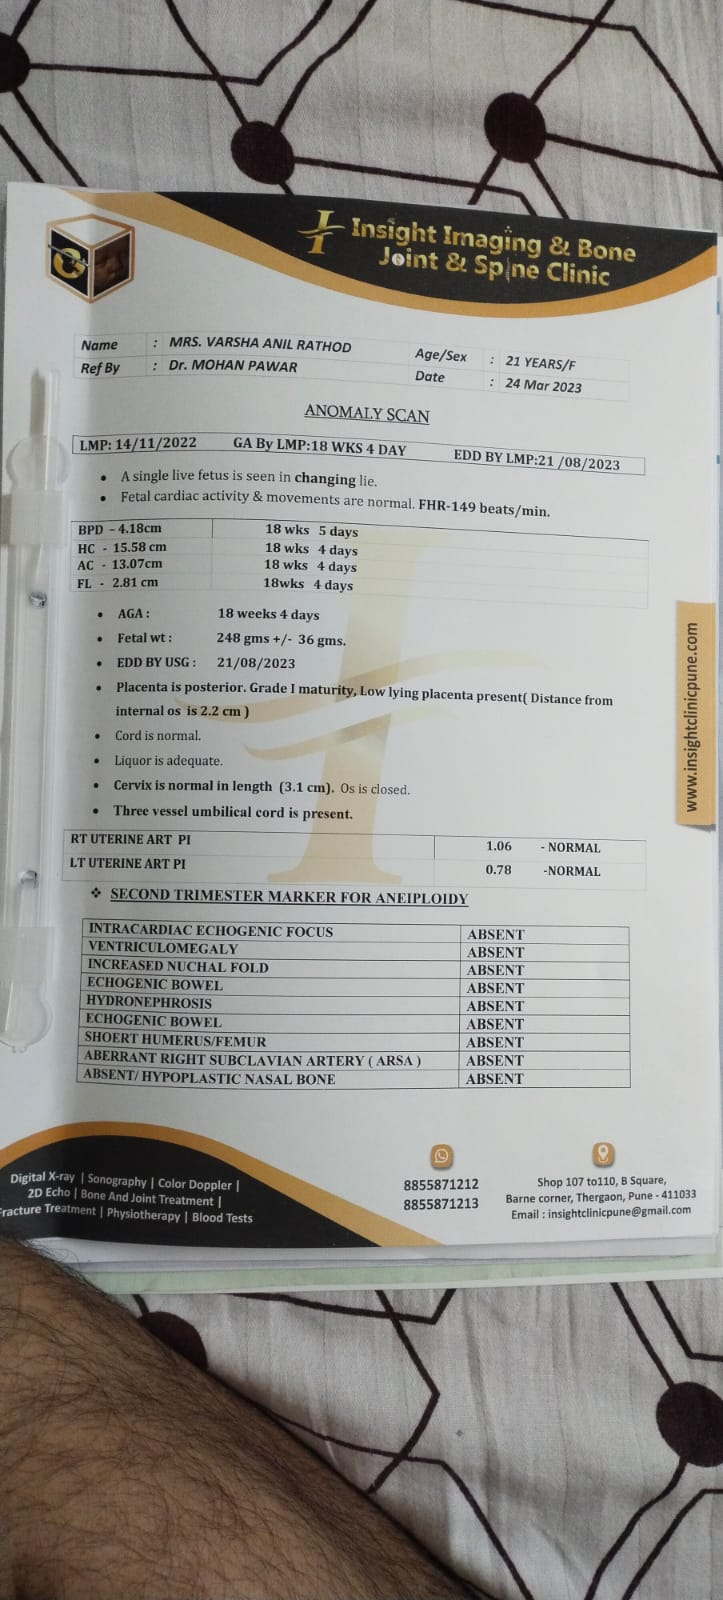 Insight Imaging & Bone
Joint & Spine Clinic
Name : MRS. VARSHA ANIL RATHOD Age/Sex : 21 YEARS/F
Ref By : Dr. MOHAN PAWAR Date : 24 Mar 2023
ANOMALY SCAN
LMP: 14/11/2022 GA By LMP:18 WKS 4 DAY EDD BY LMP:21 /08/2023
• A single live fetus is seen in changing lie.
• Fetal cardiac activity & movements are normal. FHR-149 beats/min.
BPD – 4.18cm 18 wks 5 days
HC - 15.58 cm 18 wks 4 days
AC - 13.07cm 18 wks 4 days
FL - 2.81 cm 18wks 4 days
• AGA : 18 weeks 4 days
• Fetal wt : 248 gms +/- 36 gms.
• EDD BY USG : 21/08/2023
• Placenta is posterior. Grade I maturity, Low lying placenta present( Distance from
internal os is 2.2 cm )
• Cord is normal.
• Liquor is adequate.
• Cervix is normal in length (3.1 cm). Os is closed.
• Three vessel umbilical cord is present.
RT UTERINE ART PI 1.06 - NORMAL
LT UTERINE ART PI 0.78 -NORMAL
❖ SECOND TRIMESTER MARKER FOR ANEIPLOIDY
INTRACARDIAC ECHOGENIC FOCUS ABSENT
VENTRICULOMEGALY ABSENT
INCREASED NUCHAL FOLD ABSENT
ECHOGENIC BOWEL ABSENT
HYDRONEPHROSIS ABSENT
ECHOGENIC BOWEL ABSENT
SHOERT HUMERUS/FEMUR ABSENT
ABERRANT RIGHT SUBCLAVIAN ARTERY ( ARSA ) ABSENT
ABSENT/ HYPOPLASTIC NASAL BONE ABSENT
www.insightclinicpune.com
Digital X-ray | Sonography | Color Doppler |
2D Echo | Bone And Joint Treatment |
Fracture Treatment | Physiotherapy | Blood Tests
8855871212
8855871213
Shop 107 to110, B Square,
Barne corner, Thergaon, Pune - 411033
Email : insightclinicpune@gmail.com